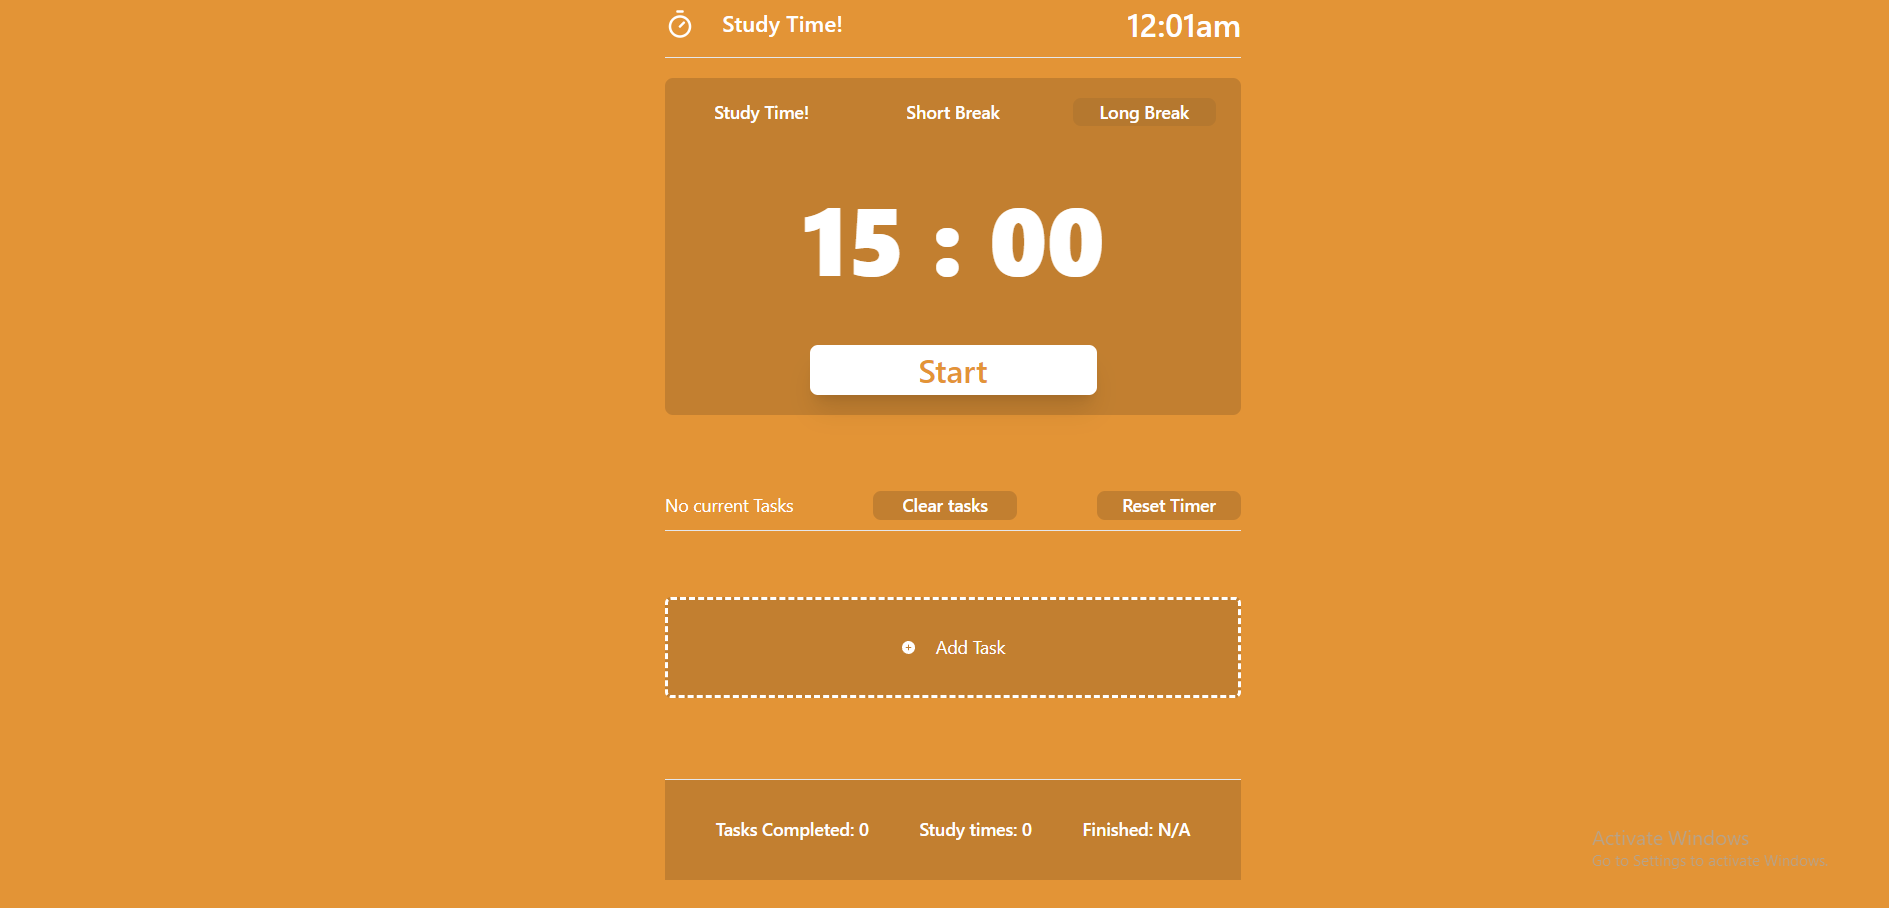 Study Time! 12:01am
Study Time! Short Break Long Break
15 : 00
Start
No current Tasks Clear tasks Reset Timer
Add Task
Tasks Completed: 0 Study times: 0 Finished: N/A
Activate Windows
Go to Settings to activate Windows.